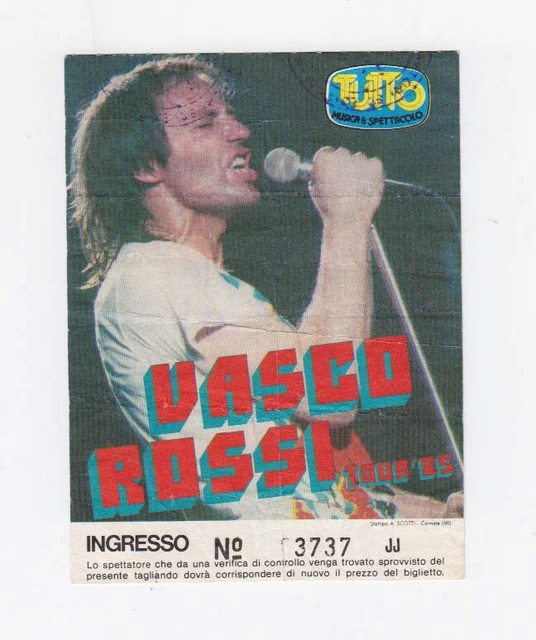 TUTTO
MUSICA & SPETTACOLO
VASCO
ROSSI
TOUR '85
Stampa A. SCOTTI - Cornate (MI)
INGRESSO Nº 3737 JJ
Lo spettatore che da una verifica di controllo venga trovato sprovvisto del
presente tagliando dovrà corrispondere di nuovo il prezzo del biglietto.